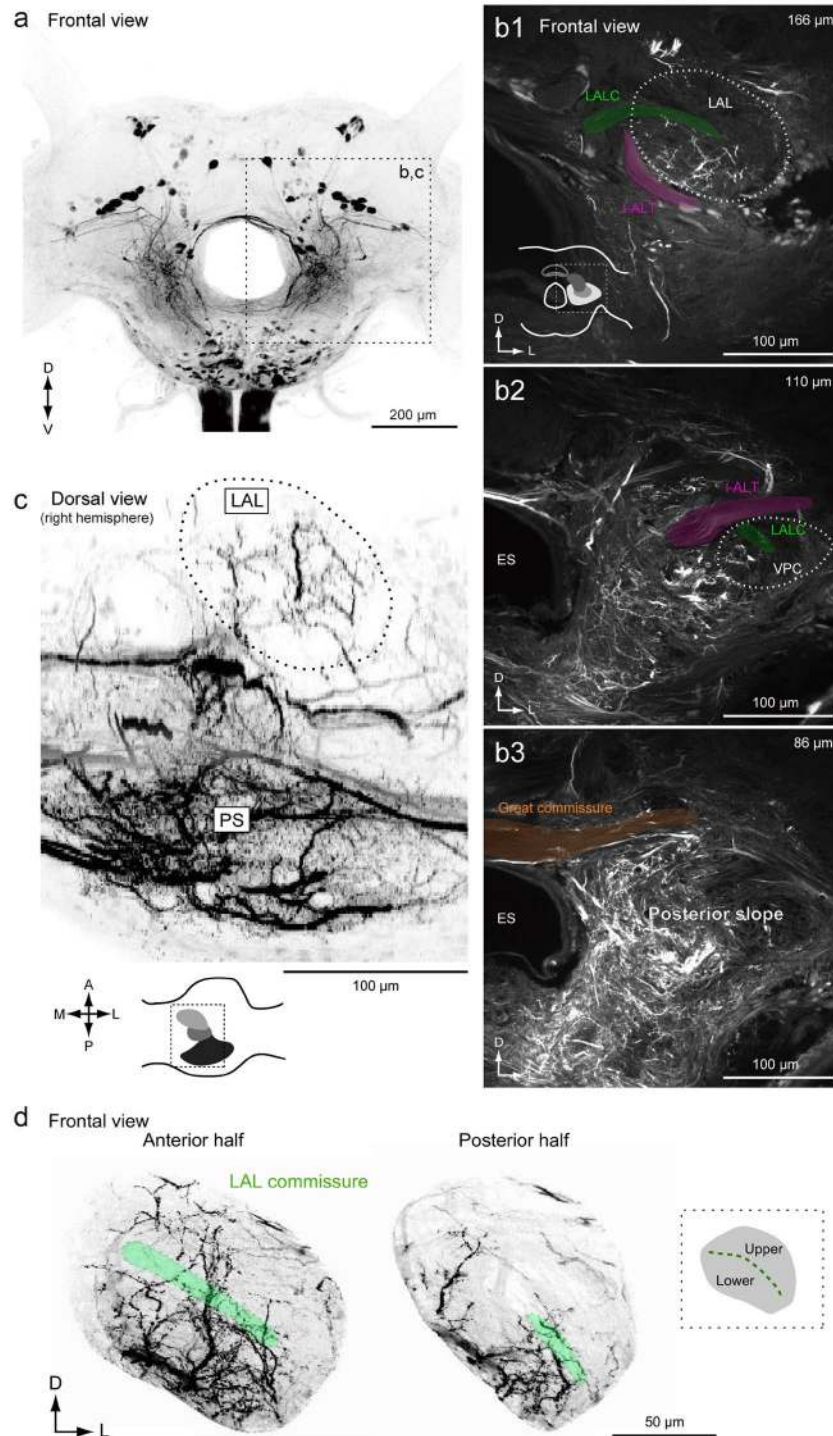 a Frontal view
b,c
D
V
200 µm
b1 Frontal view
166 µm
LALC
LAL
l-ALT
D
L
100 µm
b2
110 µm
l-ALT
LALC
ES
VPC
D
L
100 µm
b3
86 µm
Great commissure
ES
Posterior slope
D
L
100 µm
c Dorsal view
(right hemisphere)
LAL
PS
100 µm
A
M L
P
d Frontal view
Anterior half
Posterior half
LAL commissure
Upper
Lower
D
L
50 µm